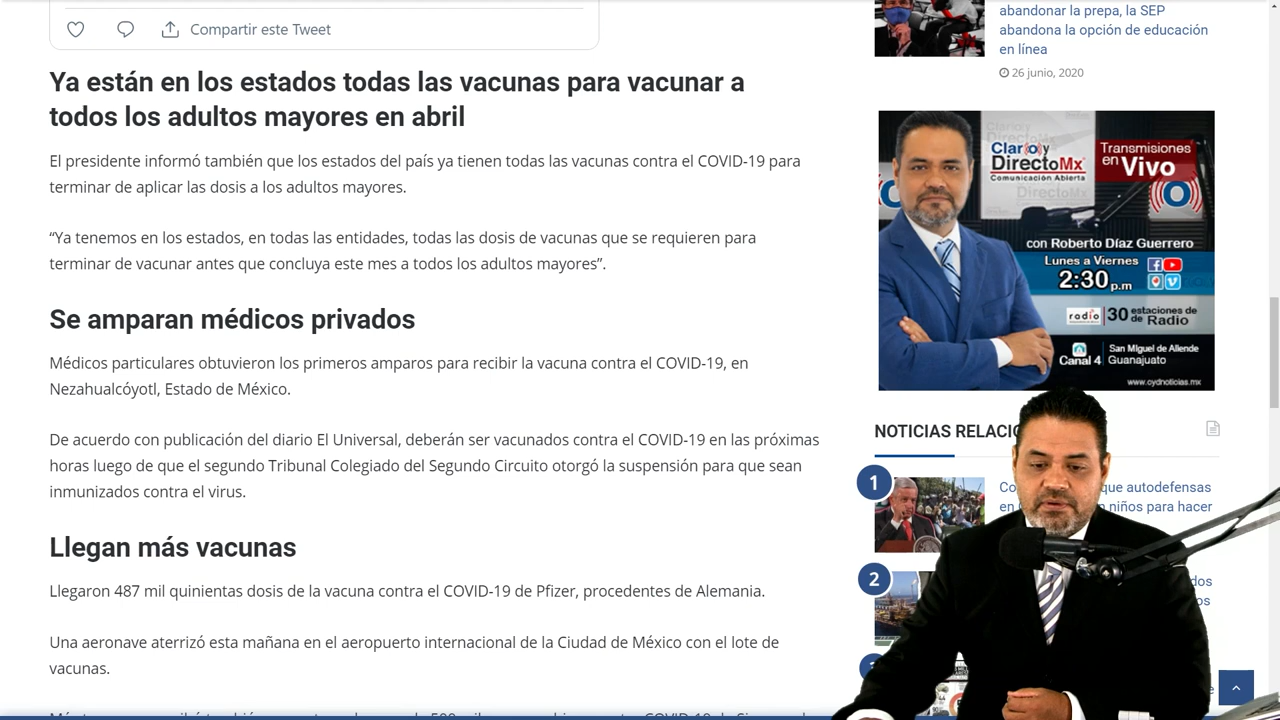 Compartir este Tweet
Ya están en los estados todas las vacunas para vacunar a
todos los adultos mayores en abril
El presidente informó también que los estados del país ya tienen todas las vacunas contra el COVID-19 para
terminar de aplicar las dosis a los adultos mayores.
“Ya tenemos en los estados, en todas las entidades, todas las dosis de vacunas que se requieren para
terminar de vacunar antes que concluya este mes a todos los adultos mayores”.
Se amparan médicos privados
Médicos particulares obtuvieron los primeros amparos para recibir la vacuna contra el COVID-19, en
Nezahualcóyotl, Estado de México.
De acuerdo con publicación del diario El Universal, deberán ser vacunados contra el COVID-19 en las próximas
horas luego de que el segundo Tribunal Colegiado del Segundo Circuito otorgó la suspensión para que sean
inmunizados contra el virus.
Llegan más vacunas
Llegaron 487 mil quinientas dosis de la vacuna contra el COVID-19 de Pfizer, procedentes de Alemania.
Una aeronave aterrizó esta mañana en el aeropuerto internacional de la Ciudad de México con el lote de
vacunas.
abandonar la prepa, la SEP
abandona la opción de educación
en línea
26 junio, 2020
Claro y
DirectoMx
Comunicación Abierta
Transmisiones
en Vivo
con Roberto Díaz Guerrero
Lunes a Viernes
2:30 p.m
radio 30 estaciones de
de Radio
Canal 4
San Miguel de Allende
Guanajuato
www.cydnoticias.mx
NOTICIAS
1
que autodefensas
en niños para hacer
2